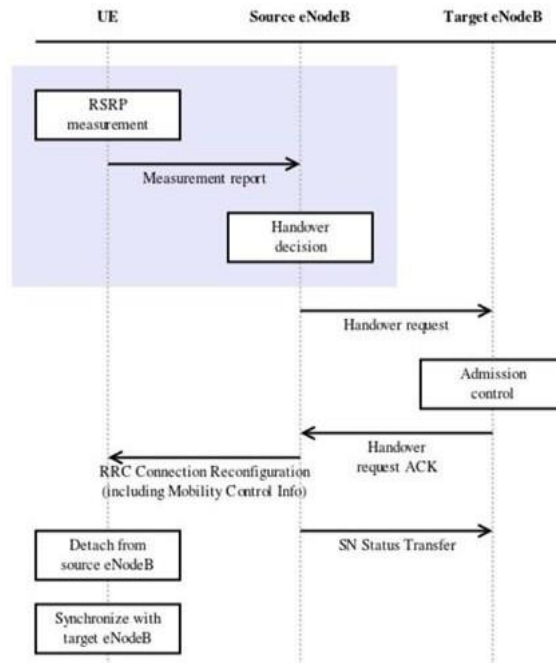 UE
Source eNodeB
Target eNodeB
RSRP
measurement
Measurement report
Handover
decision
Handover request
Admission
control
Handover
request ACK
RRC Connection Reconfiguration
(including Mobility Control Info)
Detach from
source eNodeB
SN Status Transfer
Synchronize with
target eNodeB